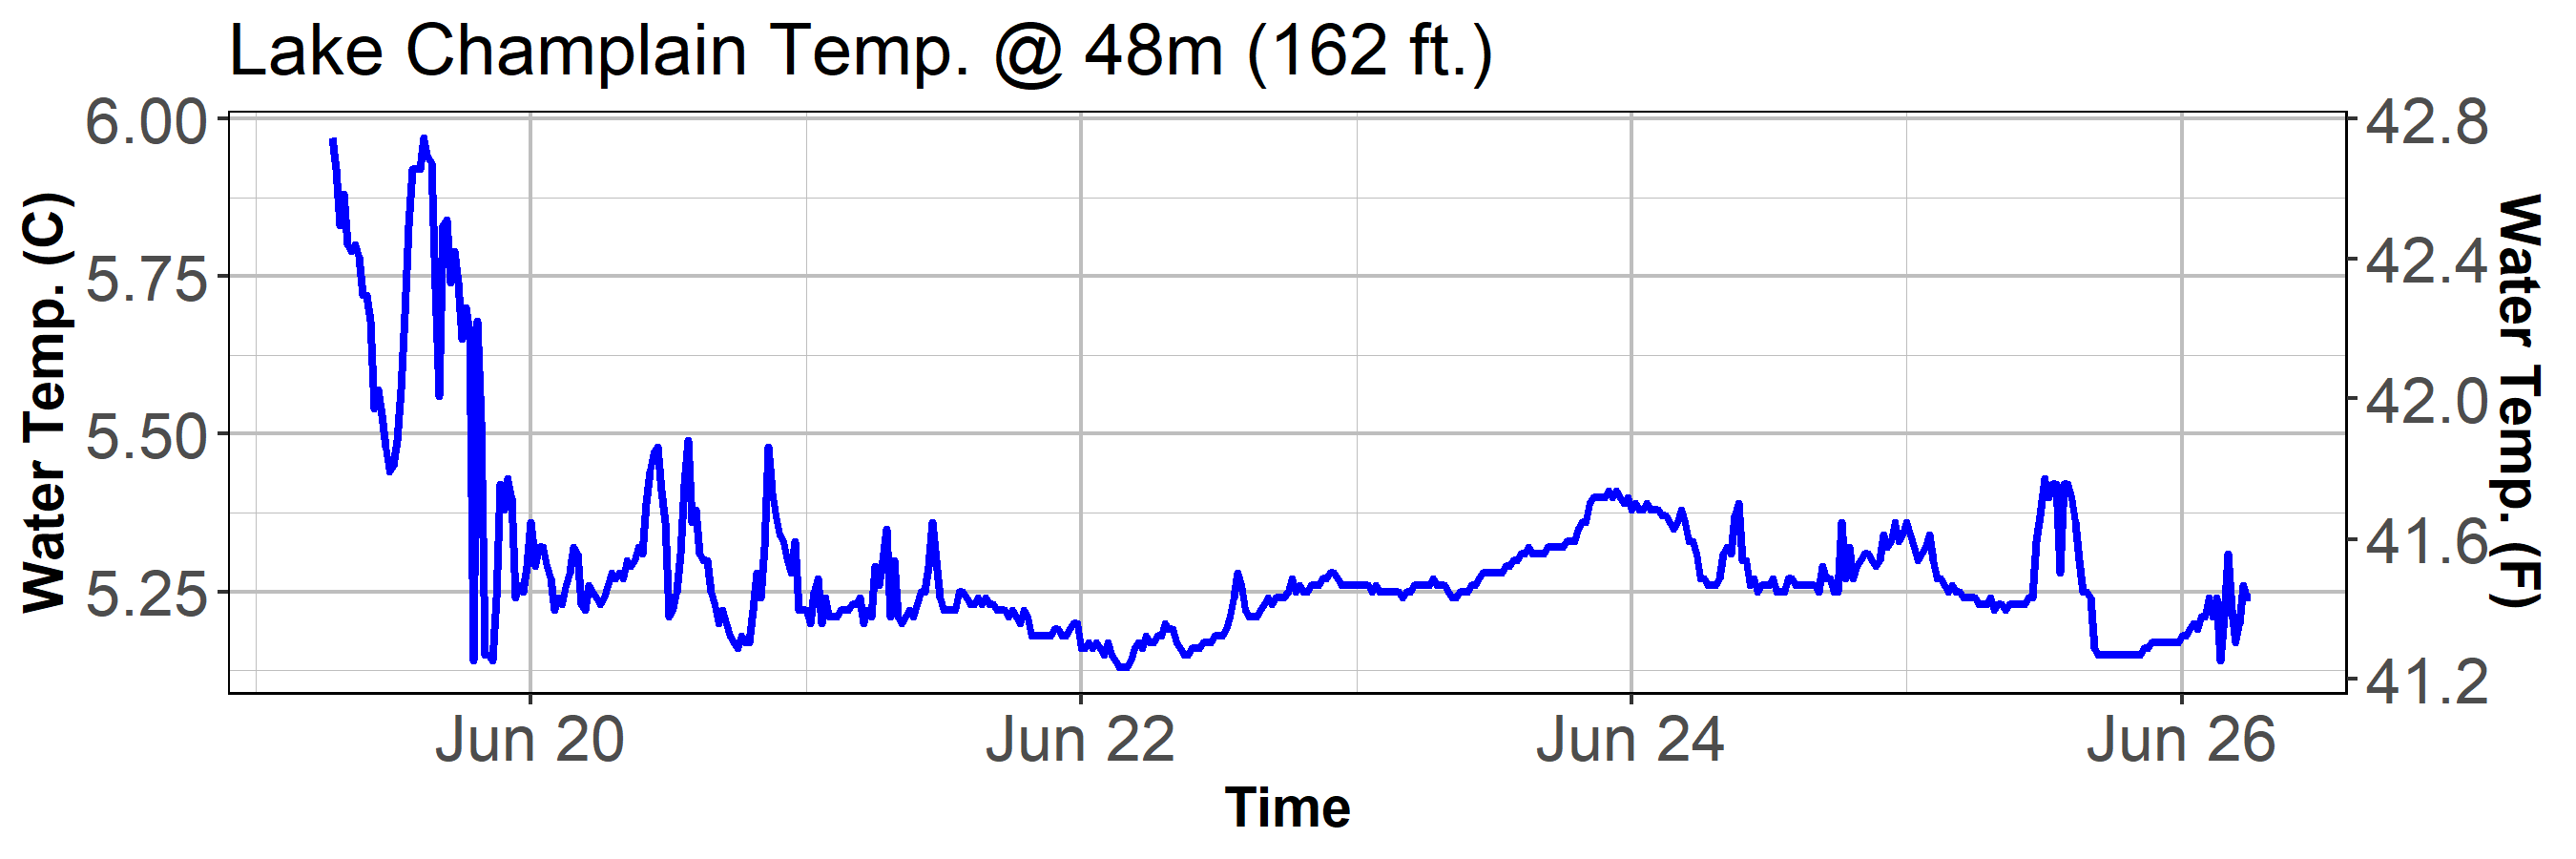 Lake Champlain Temp. @ 48m (162 ft.)
Water Temp. (C)
6.00
5.75
5.50
5.25
42.8
42.4
42.0
41.6
41.2
Water Temp. (F)
Jun 20
Jun 22
Jun 24
Jun 26
Time